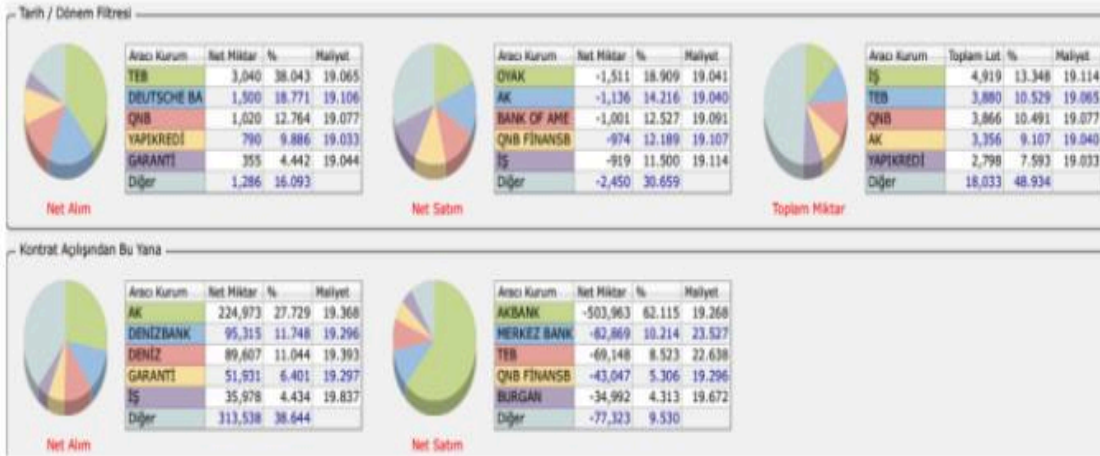 Tarih / Dönem Filtresi
Aracı Kurum Net Miktar % Maliyet
TEB 3,040 38.043 19.065
DEUTSCHE BA 1,500 18.771 19.106
QNB 1,020 12.764 19.077
YAPIKREDİ 790 9.886 19.033
GARANTİ 355 4.442 19.044
Diğer 1,286 16.093
Net Alım
Aracı Kurum Net Miktar % Maliyet
OYAK -1,511 18.909 19.041
AK -1,136 14.216 19.040
BANK OF AME -1,001 12.527 19.091
QNB FİNANSB -974 12.189 19.107
İŞ -919 11.500 19.114
Diğer -2,450 30.659
Net Satım
Aracı Kurum Toplam Lot % Maliyet
İŞ 4,919 13.348 19.114
TEB 3,880 10.529 19.065
QNB 3,866 10.491 19.077
AK 3,356 9.107 19.040
YAPIKREDİ 2,798 7.593 19.033
Diğer 18,033 48.934
Toplam Miktar
Kontrat Açılışından Bu Yana
Aracı Kurum Net Miktar % Maliyet
AK 224,973 27.729 19.368
DENİZBANK 95,315 11.748 19.296
DENİZ 89,607 11.044 19.393
GARANTİ 51,931 6.401 19.297
İŞ 35,978 4.434 19.837
Diğer 313,538 38.644
Net Alım
Aracı Kurum Net Miktar % Maliyet
AKBANK -503,963 62.115 19.268
MERKEZ BANK -82,869 10.214 23.527
TEB -69,148 8.523 22.638
QNB FİNANSB -43,047 5.306 19.296
BURGAN -34,992 4.313 19.672
Diğer -77,323 9.530
Net Satım